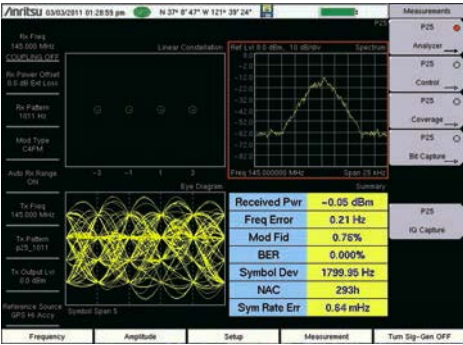 Anritsu 03/03/2011 01:28:59 pm N 37° 8' 47" W 121° 39' 24"
Measurements
P25
Rx Freq
145.000 MHz
COUPLING OFF
Rx Power Offset
0.0 dB Ext Loss
Rx Pattern
1011 Hz
Mod Type
C4FM
Auto Rx Range
ON
Tx Freq
145.000 MHz
Tx Pattern
p25_1011
Tx Output Lvl
0.0 dBm
Reference Source
GPS Hi Accy
Linear Constellation
-3 -1 1 3
Ref Lvl 0.0 dBm, 10 dB/div Spectrum
Freq 145.000000 MHz Span 25 kHz
Eye Diagram
Symbol Span 5
Summary
Received Pwr -0.05 dBm
Freq Error 0.21 Hz
Mod Fid 0.76%
BER 0.000%
Symbol Dev 1799.95 Hz
NAC 293h
Sym Rate Err 0.64 mHz
P25
Analyzer
P25
Control
P25
Coverage
P25
Bit Capture
P25
IQ Capture
Frequency Amplitude Setup Measurement Turn Sig-Gen OFF